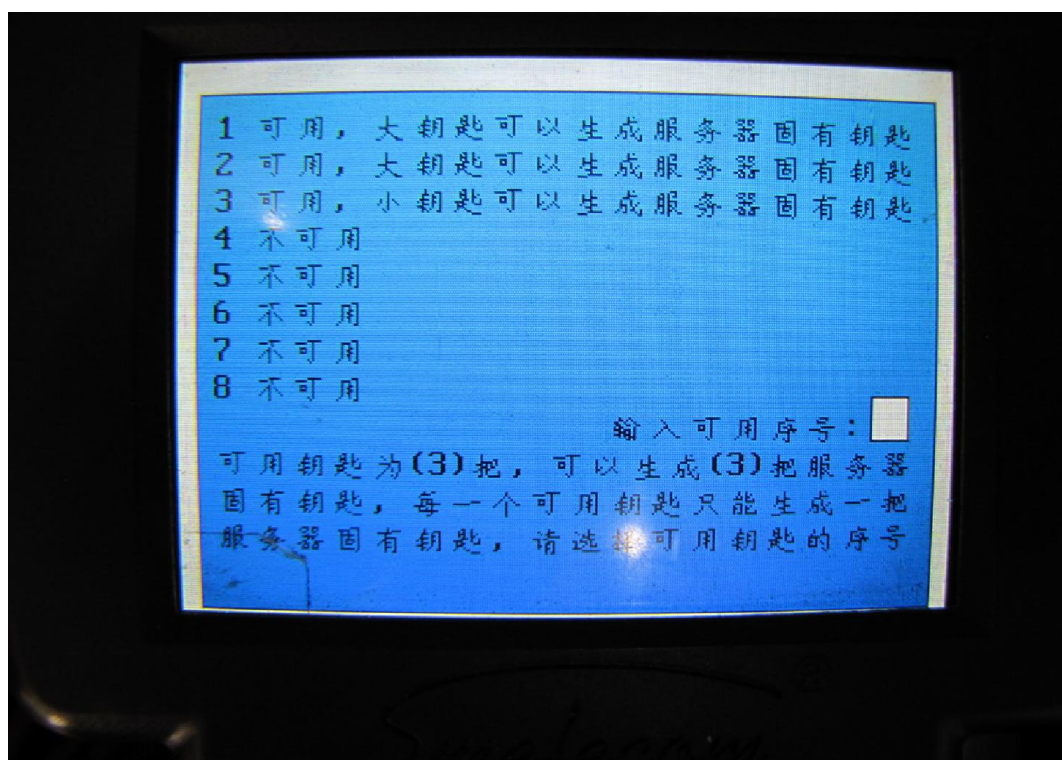 1 可用，大钥匙可以生成服务器固有钥匙
2 可用，大钥匙可以生成服务器固有钥匙
3 可用，小钥匙可以生成服务器固有钥匙
4 不可用
5 不可用
6 不可用
7 不可用
8 不可用
输入可用序号：
可用钥匙为(3)把，可以生成(3)把服务器
固有钥匙，每一个可用钥匙只能生成一把
服务器固有钥匙，请选择可用钥匙的序号
®